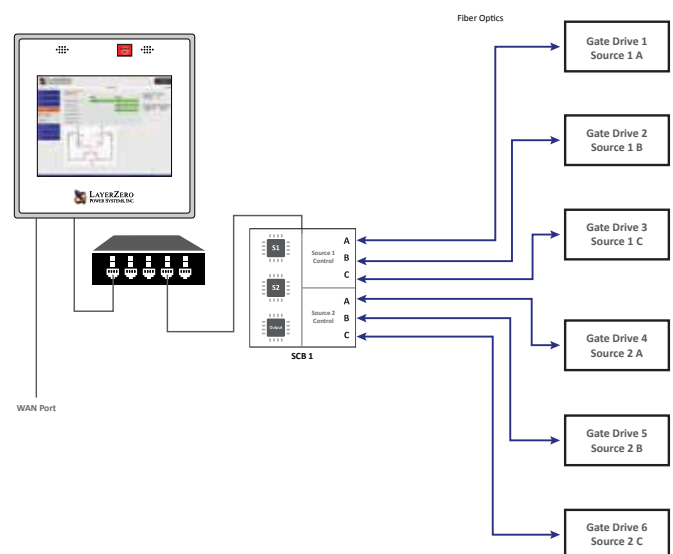 Fiber Optics
Gate Drive 1
Source 1 A
Gate Drive 2
Source 1 B
Gate Drive 3
Source 1 C
Gate Drive 4
Source 2 A
Gate Drive 5
Source 2 B
Gate Drive 6
Source 2 C
LAYERZERO
POWER SYSTEMS, INC.
S1
S2
Output
Source 1
Control
A
B
C
Source 2
Control
A
B
C
SCB 1
WAN Port